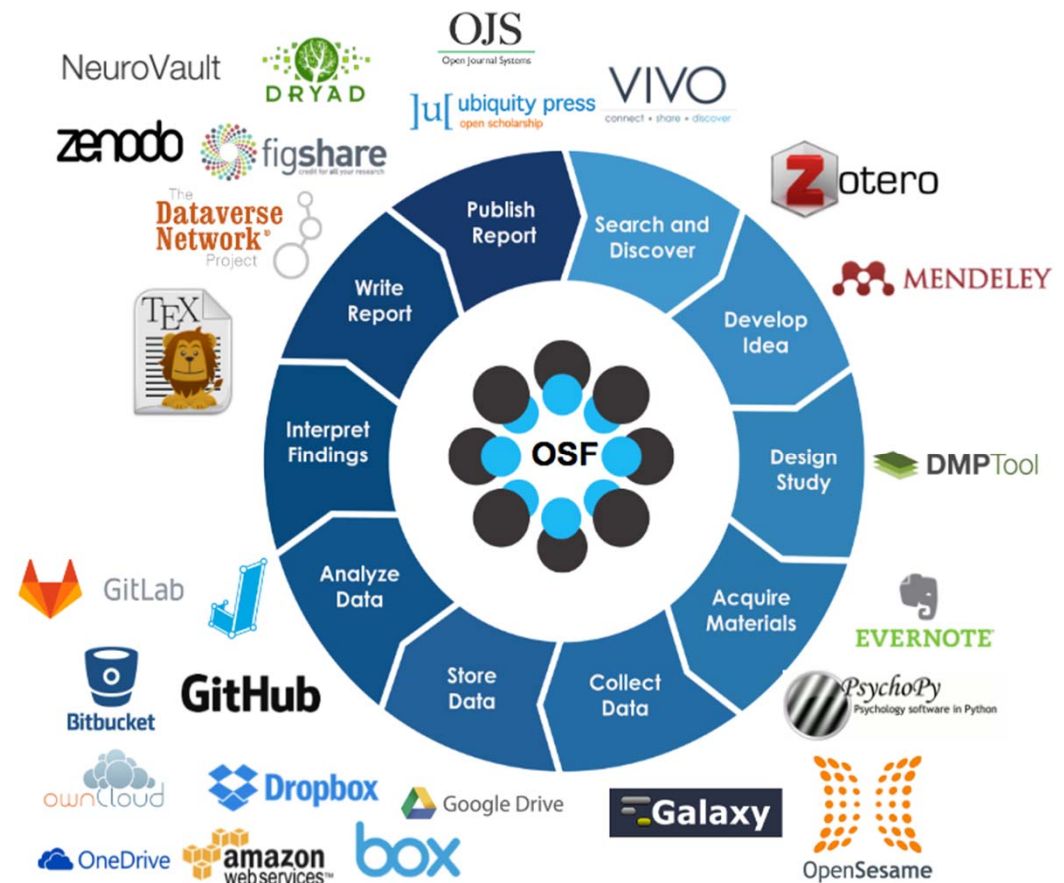 OJS
Open Journal Systems
NeuroVault
DRYAD
]u[ ubiquity press
open scholarship
VIVO
connect • share • discover
zenodo
figshare
credit for all your research
Zotero
The
Dataverse
Network®
Project
MENDELEY
TEX
Publish
Report
Search and
Discover
Develop
Idea
Design
Study
Acquire
Materials
Collect
Data
Store
Data
Analyze
Data
Interpret
Findings
Write
Report
OSF
DMPTool
EVERNOTE
PsychoPy
Psychology software in Python
GitLab
Bitbucket
GitHub
ownCloud
Dropbox
Google Drive
Galaxy
OpenSesame
OneDrive
amazon
webservices™
box